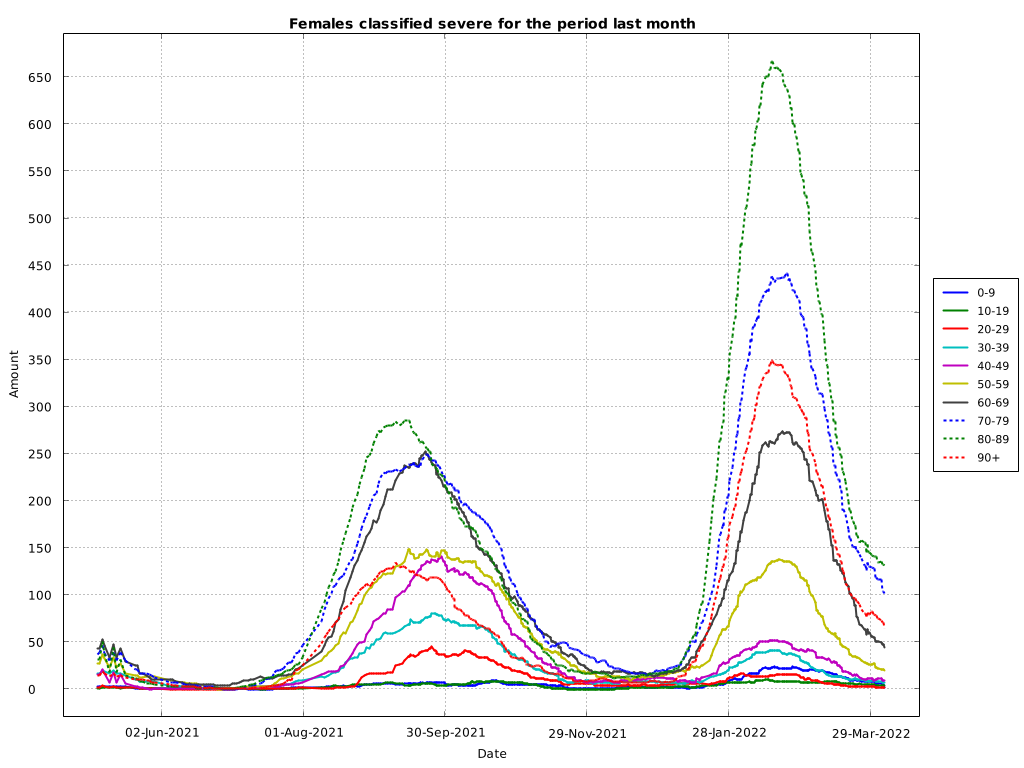 Females classified severe for the period last month
650
600
550
500
450
400
350
300
250
200
150
100
50
0
Amount
02-Jun-2021
01-Aug-2021
30-Sep-2021
29-Nov-2021
28-Jan-2022
29-Mar-2022
Date
0-9
10-19
20-29
30-39
40-49
50-59
60-69
70-79
80-89
90+